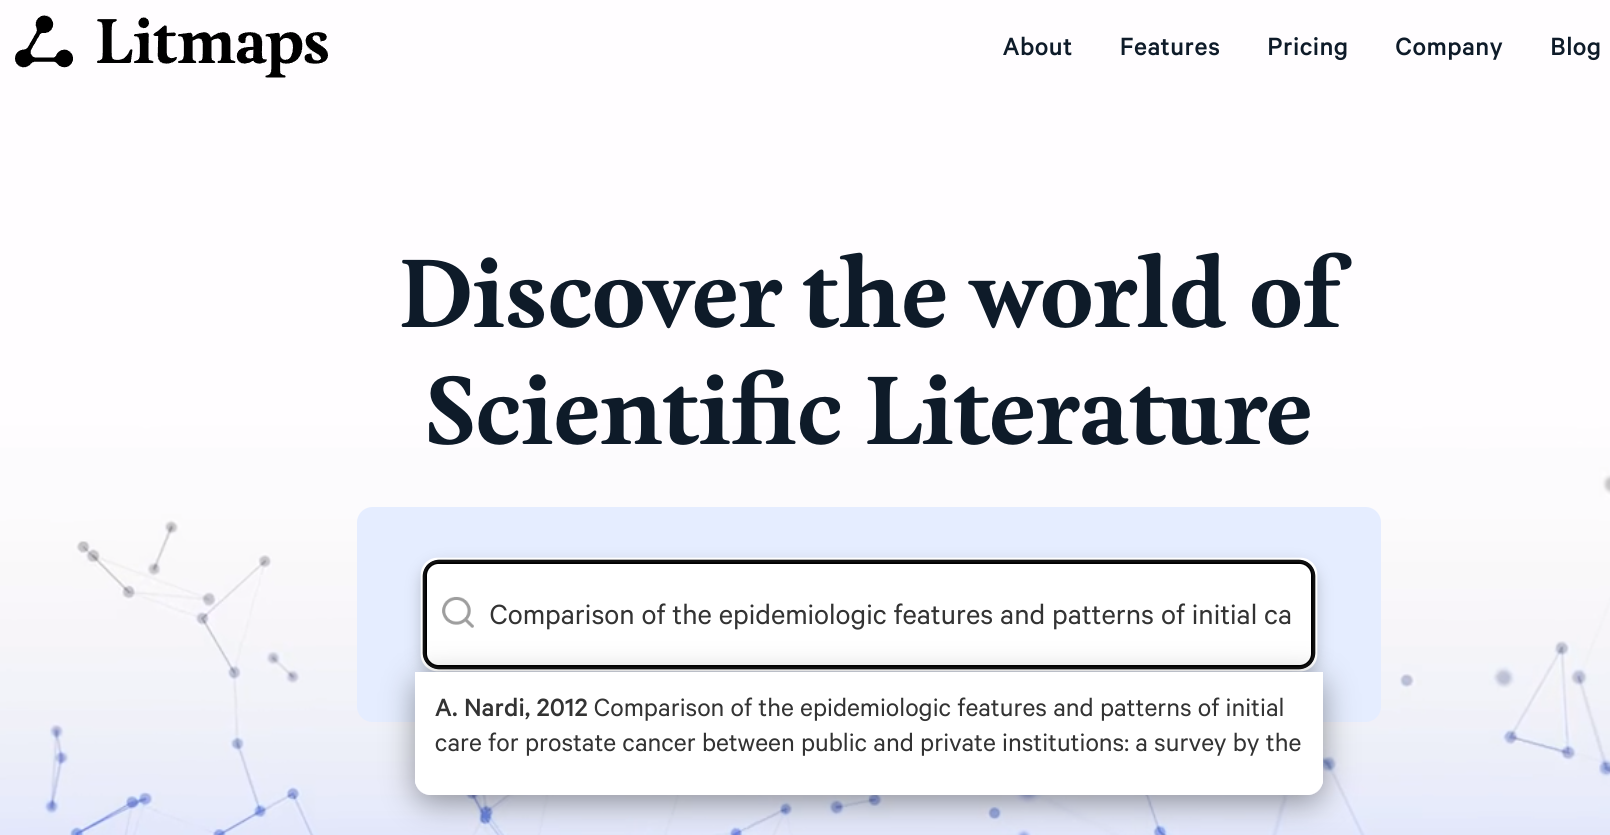 Litmaps
About Features Pricing Company Blog
Discover the world of
Scientific Literature
Comparison of the epidemiologic features and patterns of initial ca
A. Nardi, 2012 Comparison of the epidemiologic features and patterns of initial
care for prostate cancer between public and private institutions: a survey by the